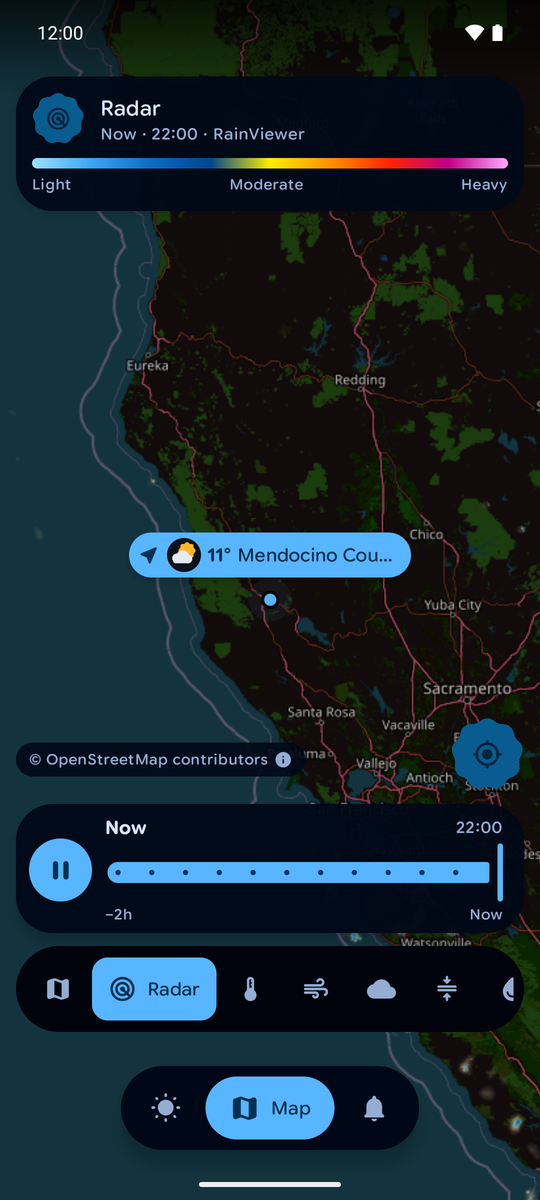 12:00
Radar
Now · 22:00 · RainViewer
Light Moderate Heavy
Eureka
Redding
Chico
11° Mendocino Cou...
Yuba City
Sacramento
Santa Rosa
Vacaville
© OpenStreetMap contributors
Vallejo
Antioch
Now 22:00
−2h Now
Watsonville
Radar
Map